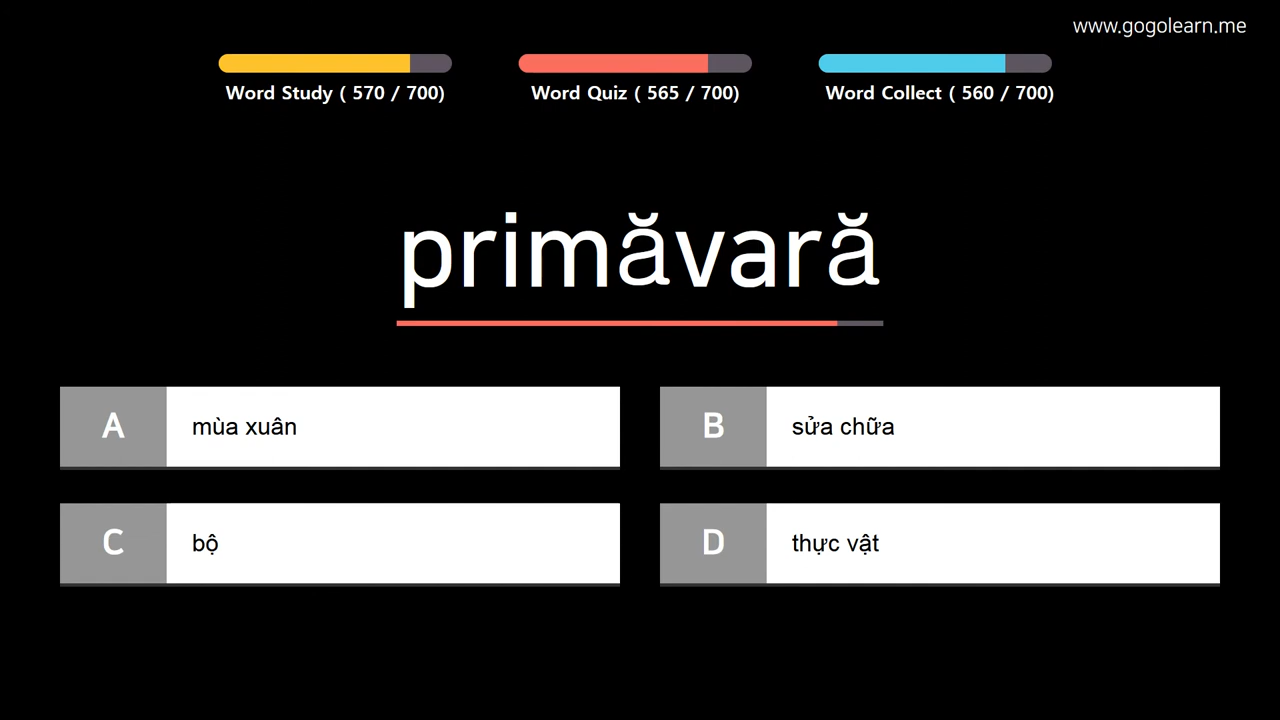 www.gogolearn.me
Word Study ( 570 / 700)
Word Quiz ( 565 / 700)
Word Collect ( 560 / 700)
primăvară
A
mùa xuân
B
sửa chữa
C
bộ
D
thực vật